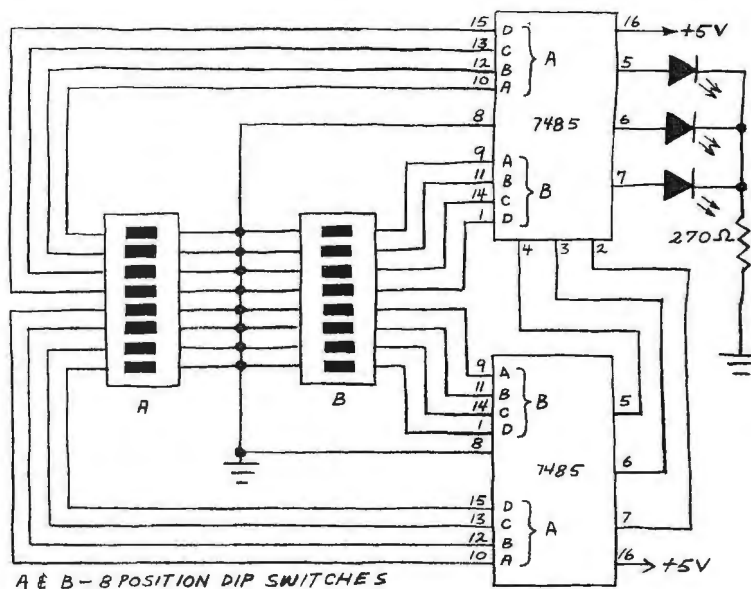 15 D
13 C
12 B
10 A
A
8
7485
9 A
11 B
14 C
1 D
B
16 +5V
5
6
7
4 3 2
270Ω
A
B
9 A
11 B
14 C
1 D
B
8
7485
5
6
7
15 D
13 C
12 B
10 A
A
16 +5V
A & B - 8 POSITION DIP SWITCHES